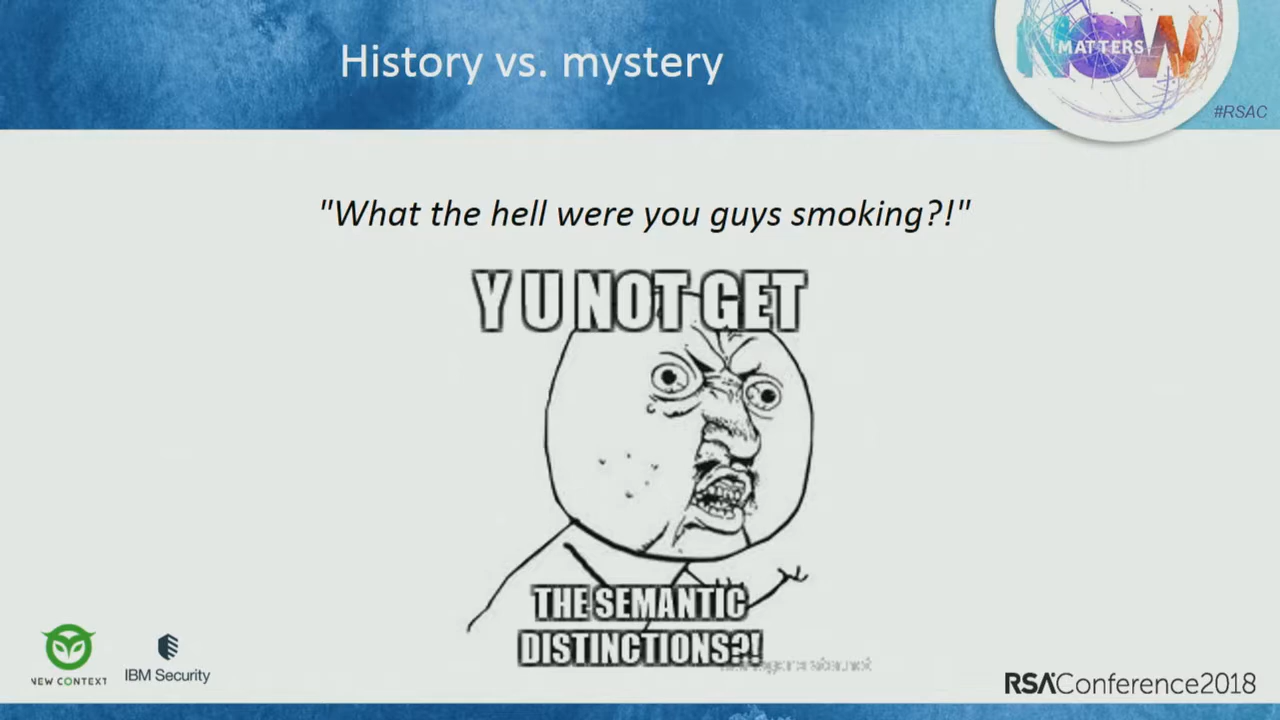 History vs. mystery
NOW
MATTERS
#RSAC
"What the hell were you guys smoking?!"
Y U NOT GET
THE SEMANTIC
DISTINCTIONS?!
NEW CONTEXT
IBM Security
RSAConference2018